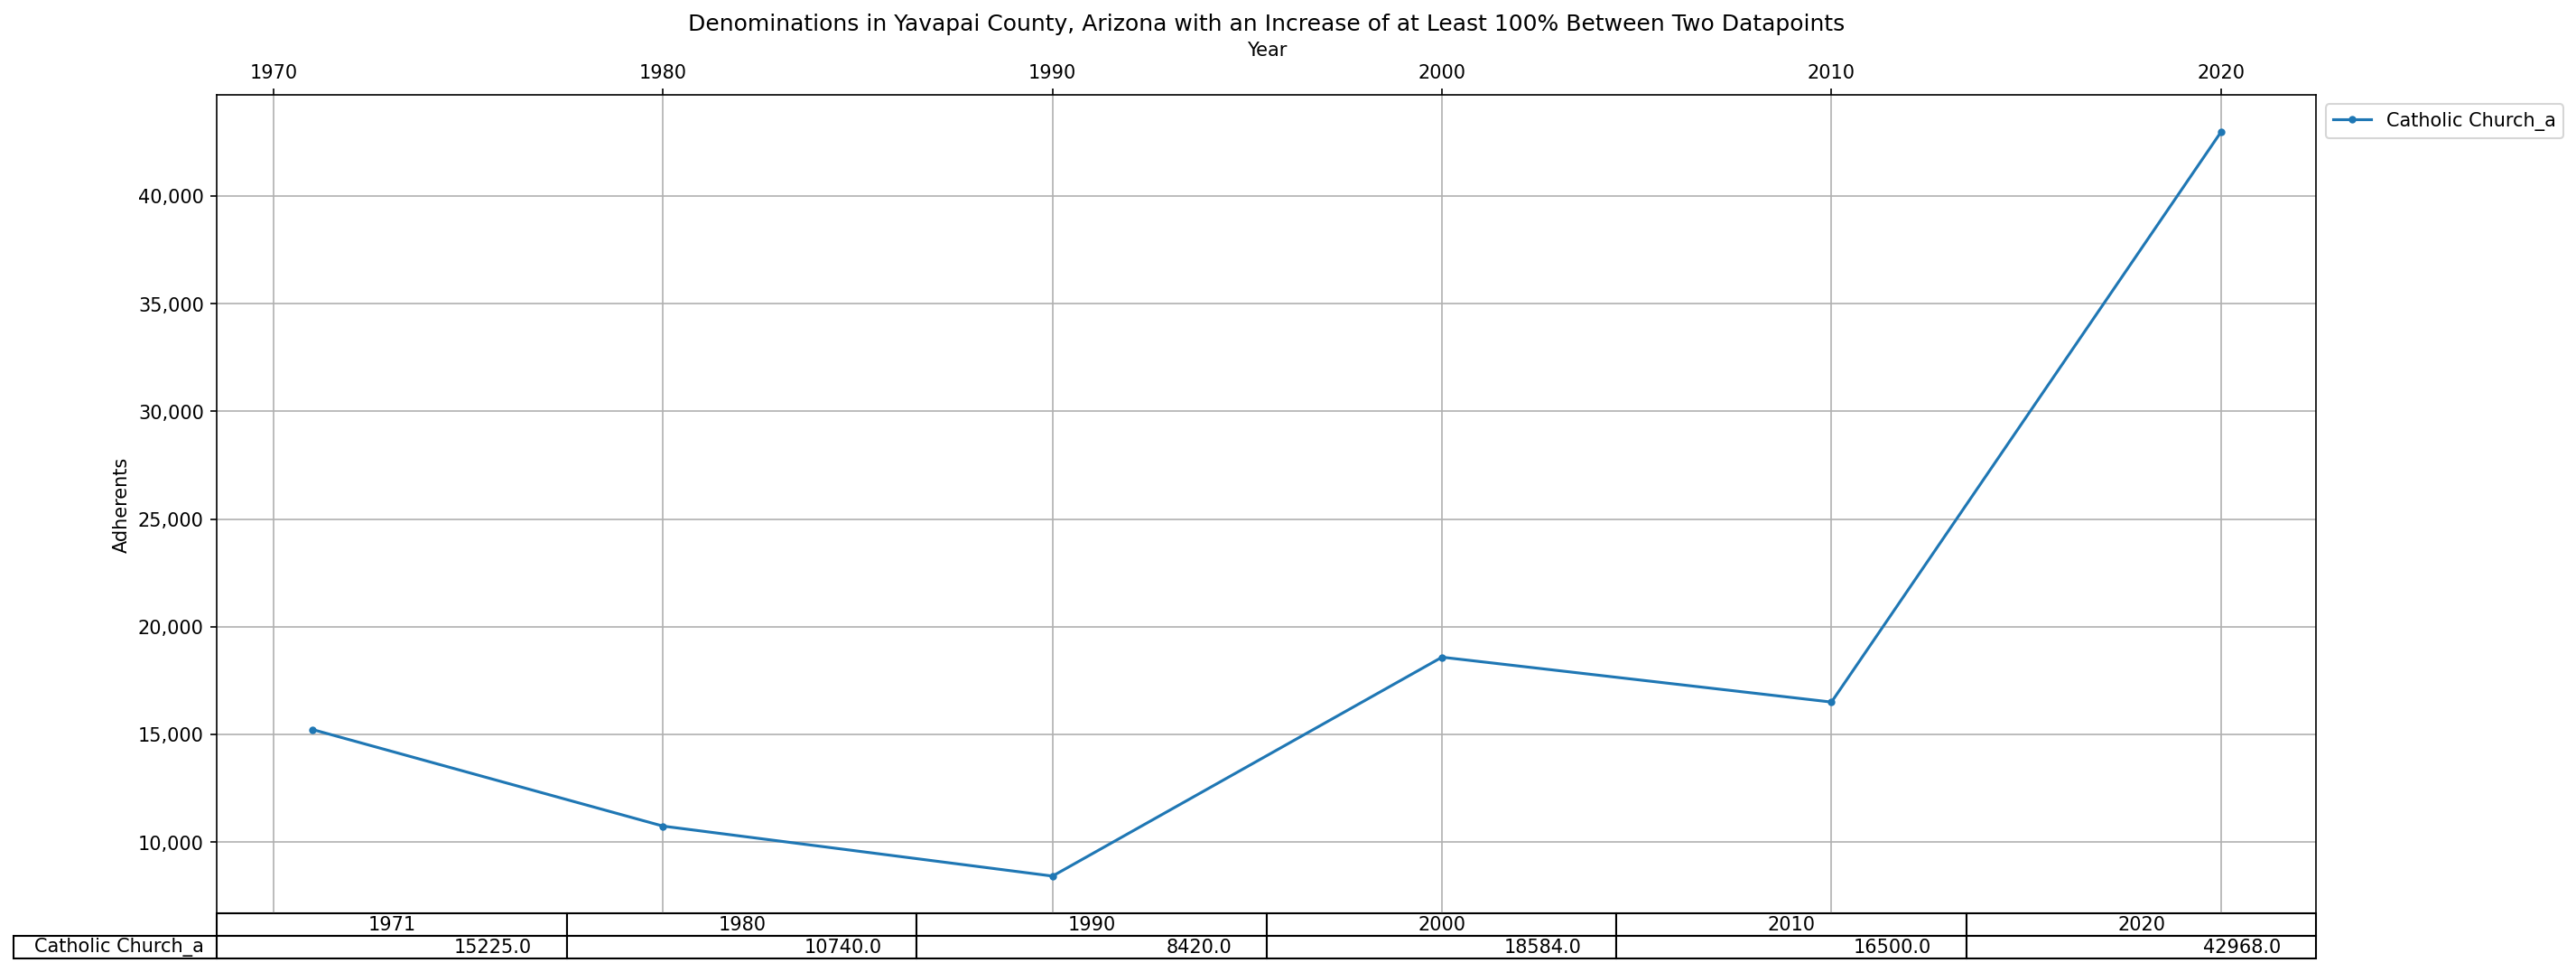 Denominations in Yavapai County, Arizona with an Increase of at Least 100% Between Two Datapoints
Year
1970 1980 1990 2000 2010 2020
Catholic Church_a
40,000
35,000
30,000
25,000
20,000
15,000
10,000
Adherents
1971 1980 1990 2000 2010 2020
Catholic Church_a 15225.0 10740.0 8420.0 18584.0 16500.0 42968.0